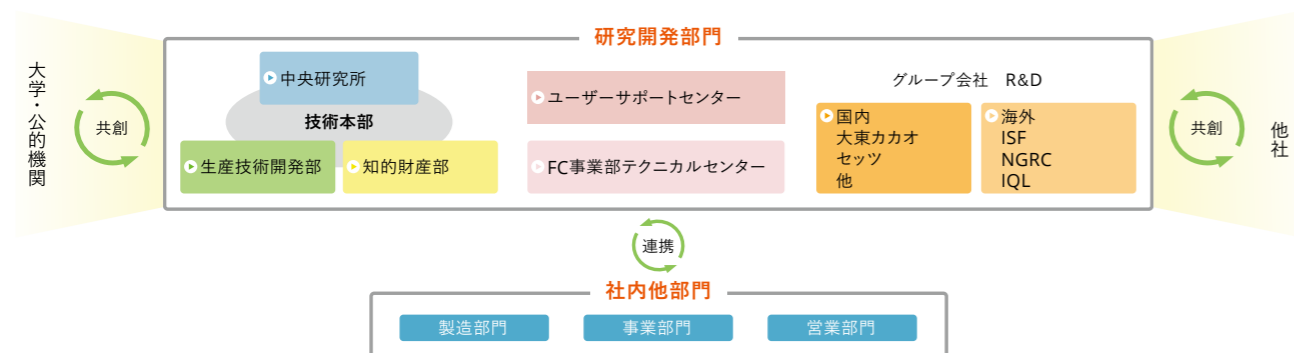 研究開発部門
大学・公的機関
共創
中央研究所
技術本部
生産技術開発部
知的財産部
ユーザーサポートセンター
FC事業部テクニカルセンター
グループ会社 R&D
国内
大東カカオ
セッツ
他
海外
ISF
NGRC
IQL
共創
他社
連携
社内他部門
製造部門
事業部門
営業部門